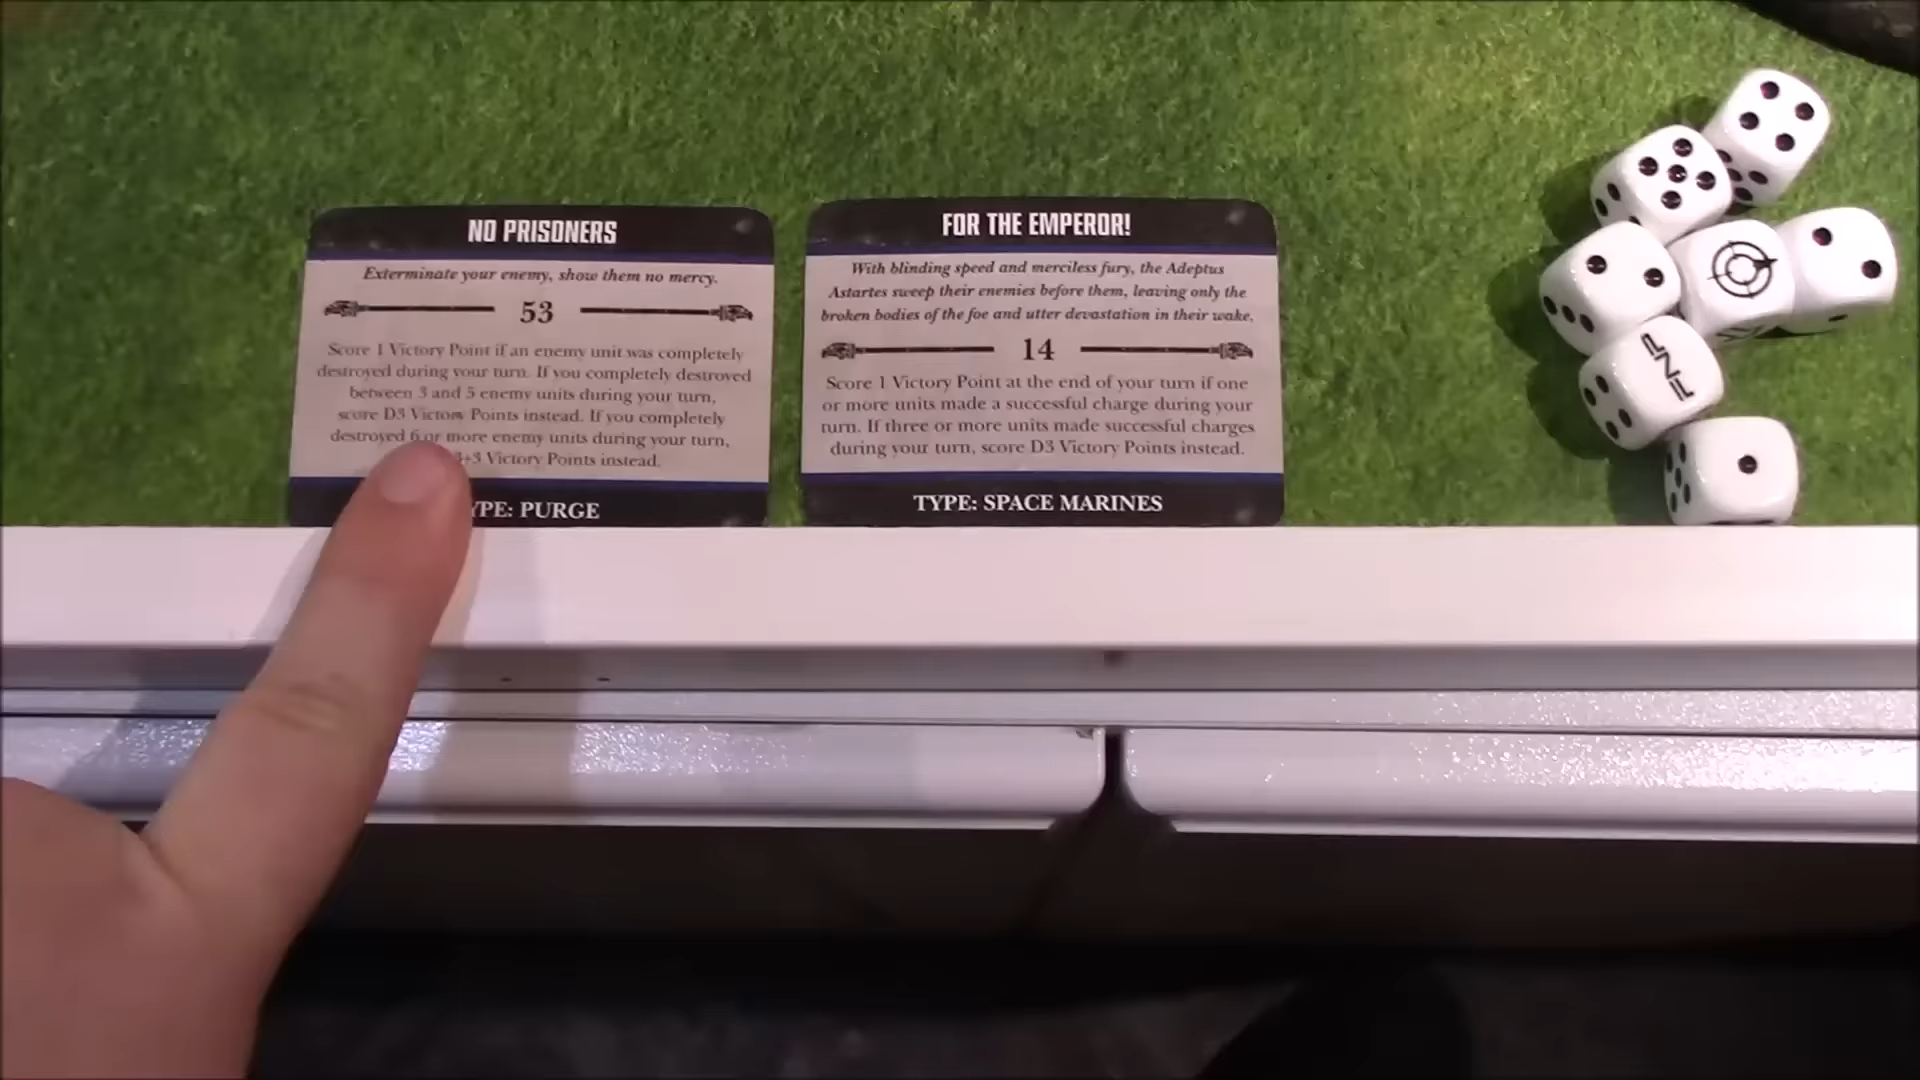 NO PRISONERS
Exterminate your enemy, show them no mercy.
53
Score 1 Victory Point if an enemy unit was completely
destroyed during your turn. If you completely destroyed
between 3 and 5 enemy units during your turn,
score D3 Victory Points instead. If you completely
destroyed 6 or more enemy units during your turn,
+3 Victory Points instead.
YPE: PURGE
FOR THE EMPEROR!
With blinding speed and merciless fury, the Adeptus
Astartes sweep their enemies before them, leaving only the
broken bodies of the foe and utter devastation in their wake.
14
Score 1 Victory Point at the end of your turn if one
or more units made a successful charge during your
turn. If three or more units made successful charges
during your turn, score D3 Victory Points instead.
TYPE: SPACE MARINES
FNP